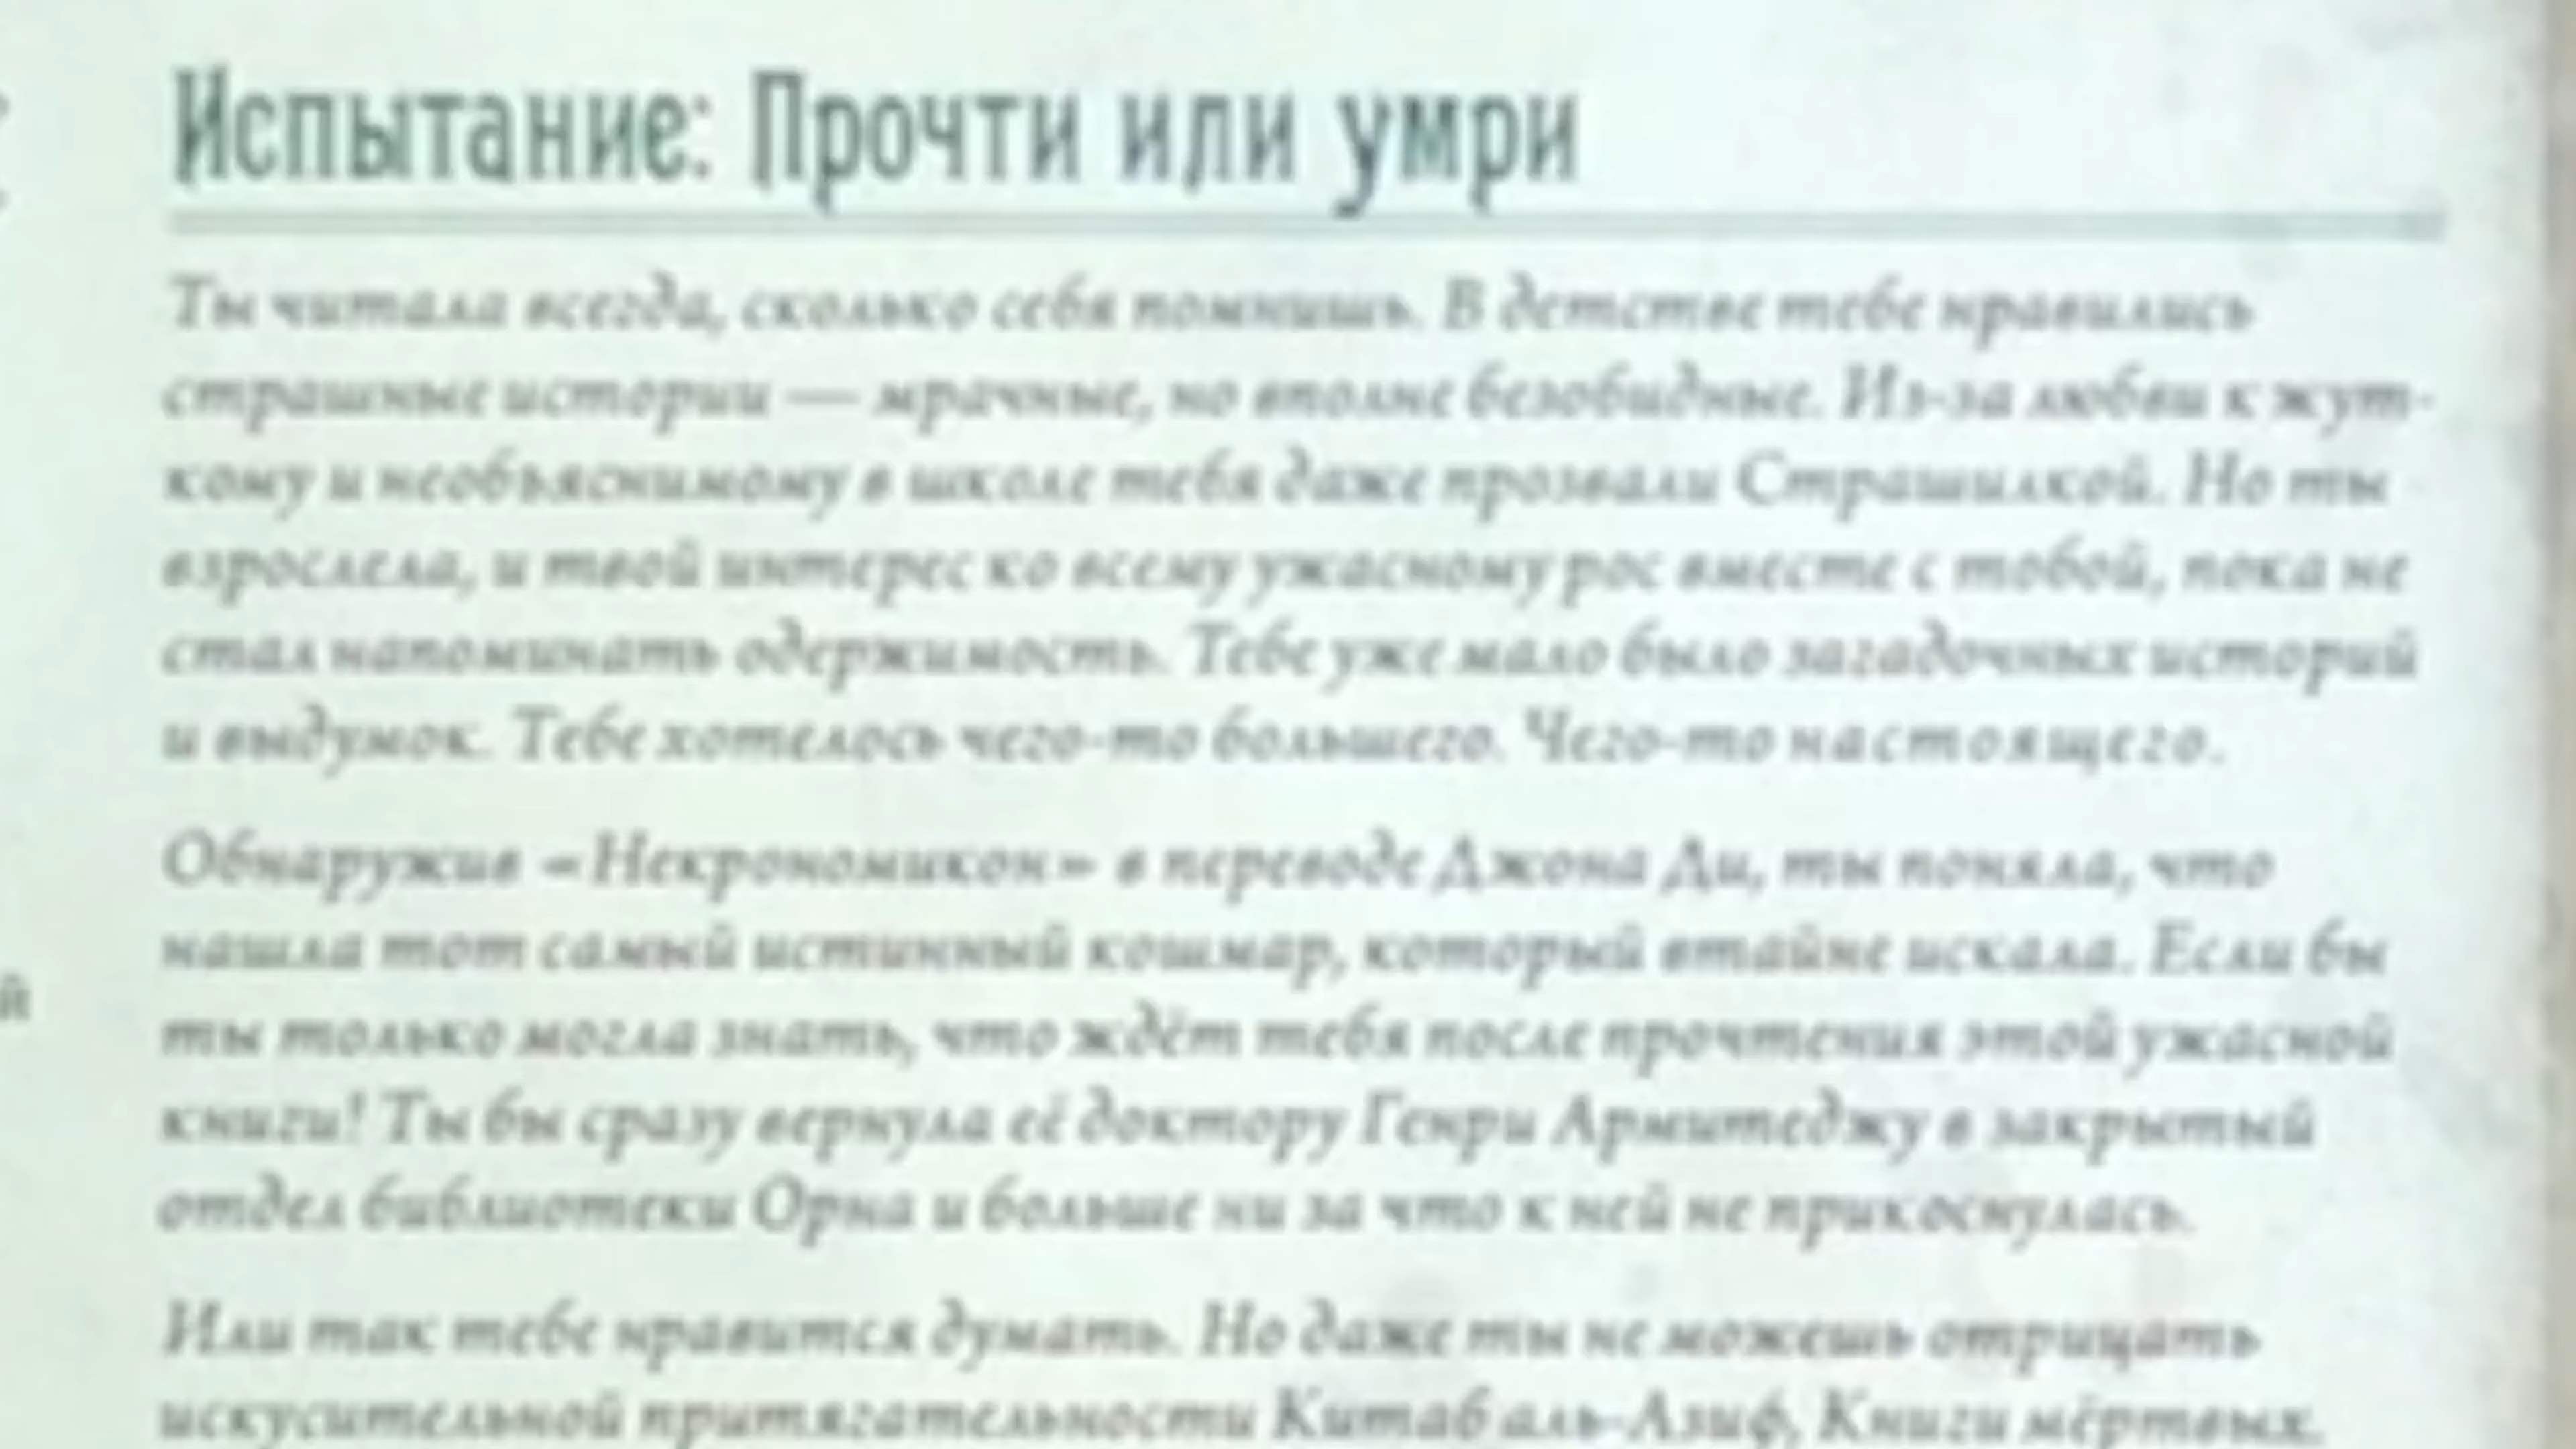 Испытание: Прочти или умри
Ты читала всегда, сколько себя помнишь. В детстве тебе нравились
страшные истории — мрачные, но вполне безобидные. Из-за любви к жут-
кому и необъяснимому в школе тебя даже прозвали Страшилкой. Но ты
взрослела, и твой интерес ко всему ужасному рос вместе с тобой, пока не
стал напоминать одержимость. Тебе уже мало было загадочных историй
и выдумок. Тебе хотелось чего-то большего. Чего-то настоящего.
Обнаружив «Некрономикон» в переводе Джона Ди, ты поняла, что
нашла тот самый истинный кошмар, который втайне искала. Если бы
ты только могла знать, что ждёт тебя после прочтения этой ужасной
книги! Ты бы сразу вернула её доктору Генри Армитеджу в закрытый
отдел библиотеки Орна и больше ни за что к ней не прикоснулась.
Или так тебе нравится думать. Но даже ты не можешь отрицать
искусительной притягательности Китаб аль-Азиф, Книги мёртвых.
й